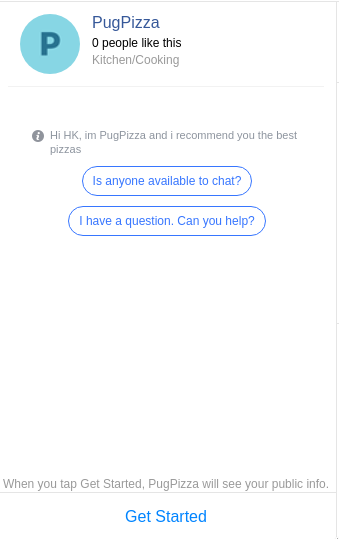 P
PugPizza
0 people like this
Kitchen/Cooking
i Hi HK, im PugPizza and i recommend you the best
pizzas
Is anyone available to chat?
I have a question. Can you help?
When you tap Get Started, PugPizza will see your public info.
Get Started